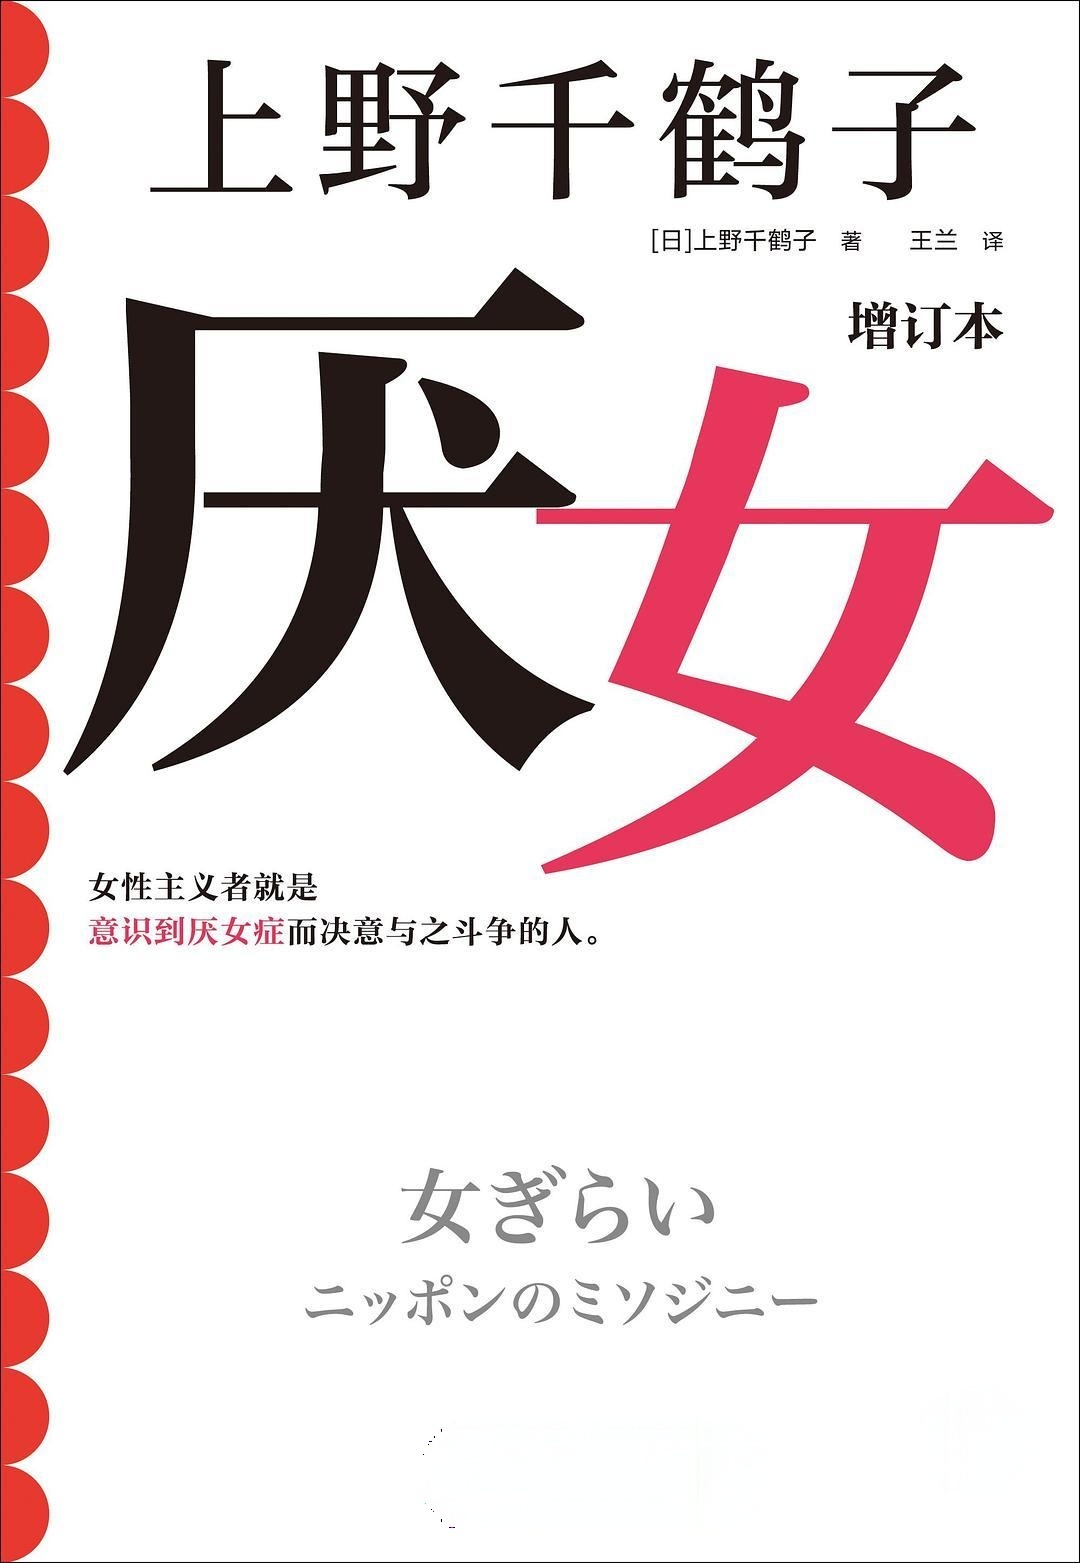 上野千鹤子
[日]上野千鹤子 著 王兰 译
增订本
厌女
女性主义者就是
意识到厌女症而决意与之斗争的人。
女ぎらい
ニッポンのミソジニー